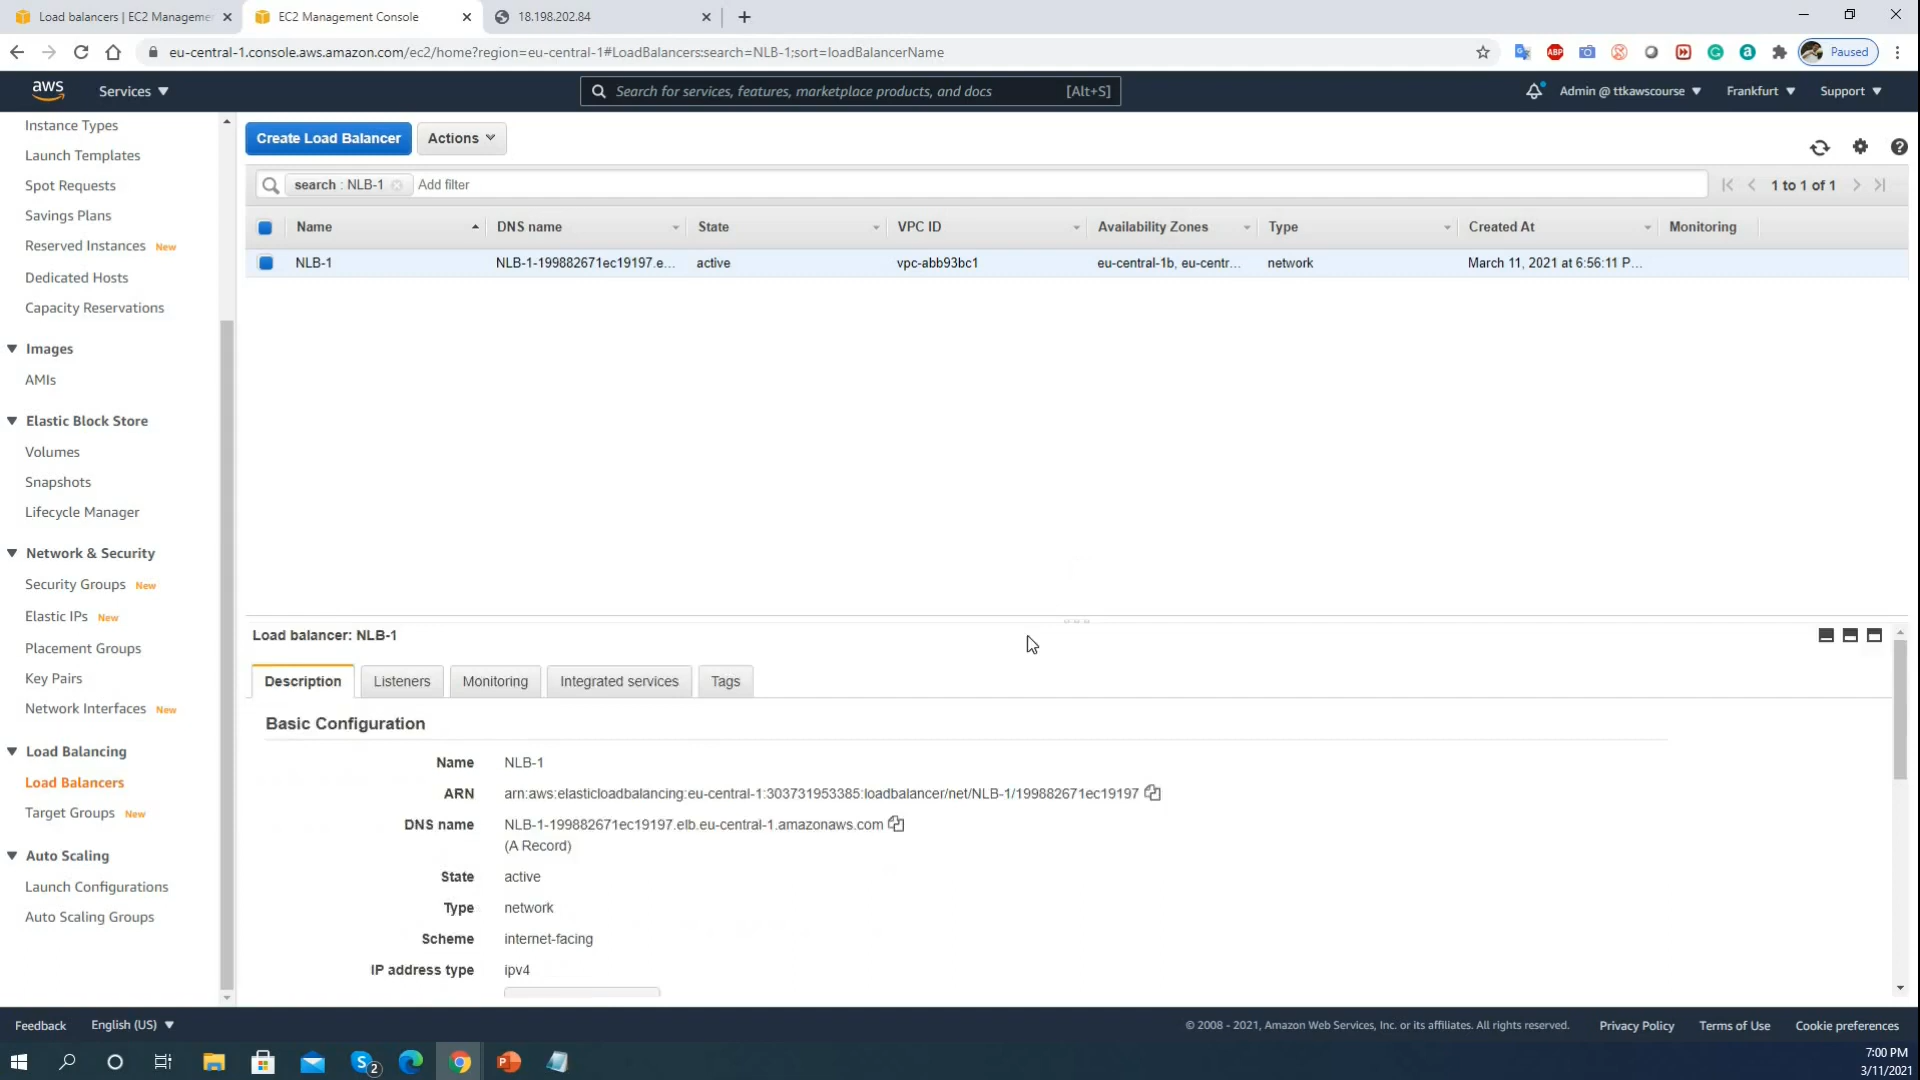 Load balancers | EC2 Manageme
EC2 Management Console
18.198.202.84
eu-central-1.console.aws.amazon.com/ec2/home?region=eu-central-1#LoadBalancers:search=NLB-1;sort=loadBalancerName
ABP
Paused
aws
Services
Search for services, features, marketplace products, and docs
[Alt+S]
Admin @ ttkawscourse
Frankfurt
Support
Instance Types
Launch Templates
Spot Requests
Savings Plans
Reserved Instances New
Dedicated Hosts
Capacity Reservations
Images
AMIs
Elastic Block Store
Volumes
Snapshots
Lifecycle Manager
Network & Security
Security Groups New
Elastic IPs New
Placement Groups
Key Pairs
Network Interfaces New
Load Balancing
Load Balancers
Target Groups New
Auto Scaling
Launch Configurations
Auto Scaling Groups
Create Load Balancer
Actions
search : NLB-1
Add filter
1 to 1 of 1
Name DNS name State VPC ID Availability Zones Type Created At Monitoring
NLB-1 NLB-1-199882671ec19197.e... active vpc-abb93bc1 eu-central-1b, eu-centr... network March 11, 2021 at 6:56:11 P...
Load balancer: NLB-1
Description Listeners Monitoring Integrated services Tags
Basic Configuration
Name NLB-1
ARN arn:aws:elasticloadbalancing:eu-central-1:303731953385:loadbalancer/net/NLB-1/199882671ec19197
DNS name NLB-1-199882671ec19197.elb.eu-central-1.amazonaws.com
(A Record)
State active
Type network
Scheme internet-facing
IP address type ipv4
Feedback
English (US)
© 2008 - 2021, Amazon Web Services, Inc. or its affiliates. All rights reserved.
Privacy Policy
Terms of Use
Cookie preferences
7:00 PM
3/11/2021